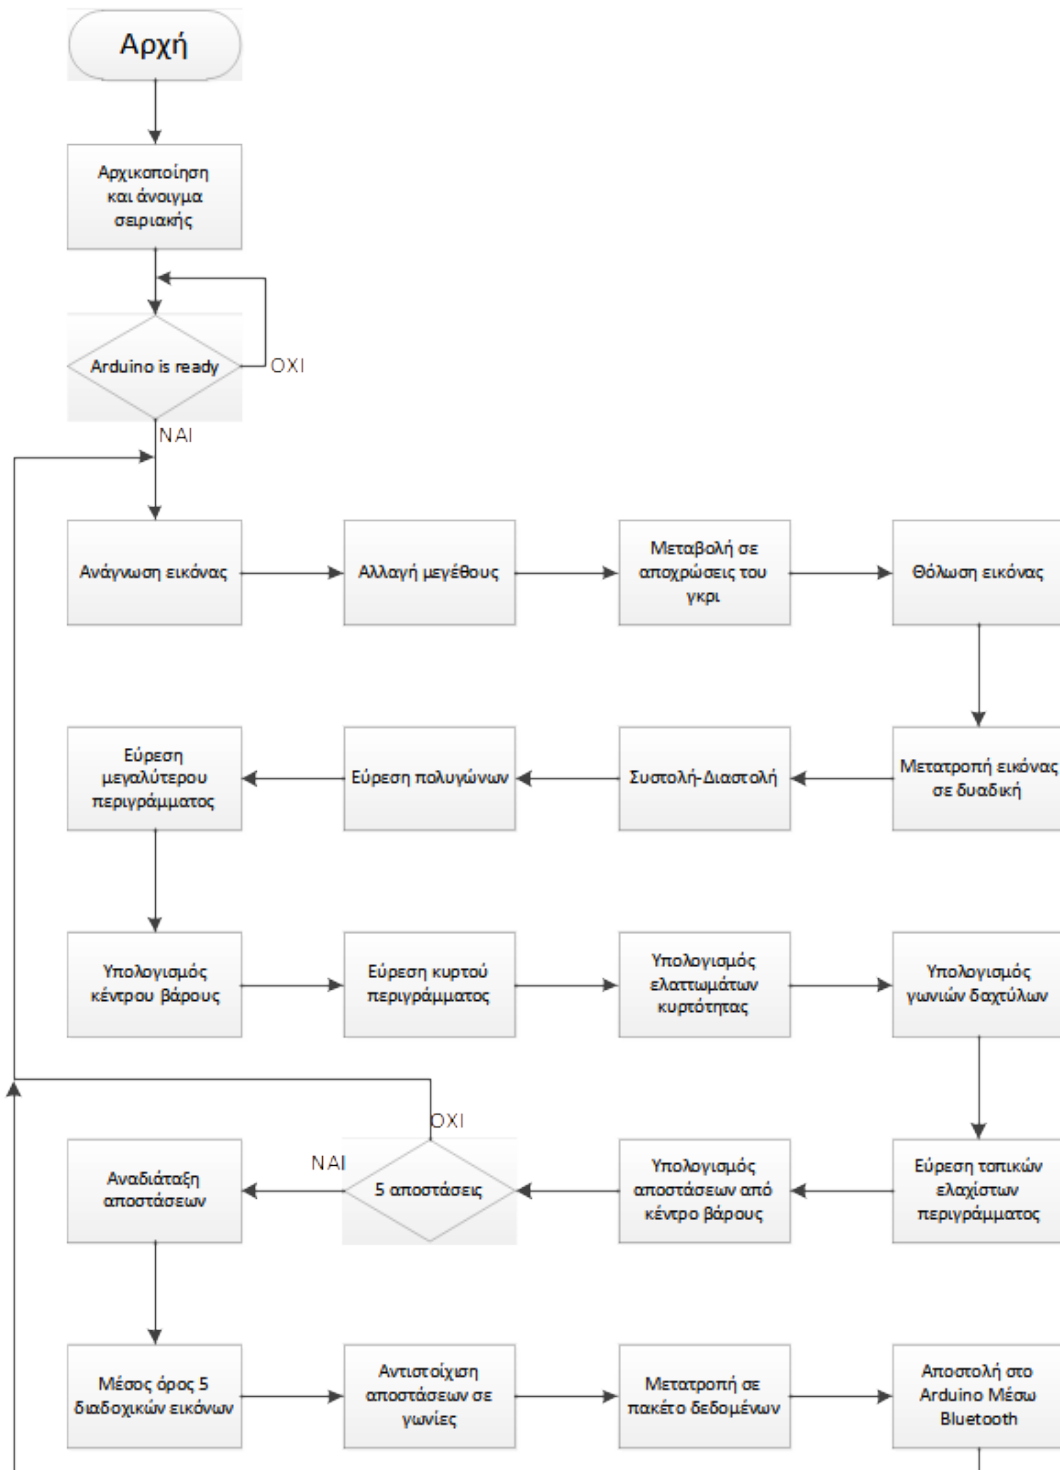 Αρχή
Αρχικοποίηση
και άνοιγμα
σειριακής
Arduino is ready
ΟΧΙ
ΝΑΙ
Ανάγνωση εικόνας
Αλλαγή μεγέθους
Μεταβολή σε
αποχρώσεις του
γκρι
Θόλωση εικόνας
Μετατροπή εικόνας
σε δυαδική
Συστολή-Διαστολή
Εύρεση πολυγώνων
Εύρεση
μεγαλύτερου
περιγράμματος
Υπολογισμός
κέντρου βάρους
Εύρεση κυρτού
περιγράμματος
Υπολογισμός
ελαττωμάτων
κυρτότητας
Υπολογισμός
γωνιών δαχτύλων
Εύρεση τοπικών
ελαχίστων
περιγράμματος
Υπολογισμός
αποστάσεων από
κέντρο βάρους
5 αποστάσεις
ΟΧΙ
ΝΑΙ
Αναδιάταξη
αποστάσεων
Μέσος όρος 5
διαδοχικών εικόνων
Αντιστοίχιση
αποστάσεων σε
γωνίες
Μετατροπή σε
πακέτο δεδομένων
Αποστολή στο
Arduino Μέσω
Bluetooth